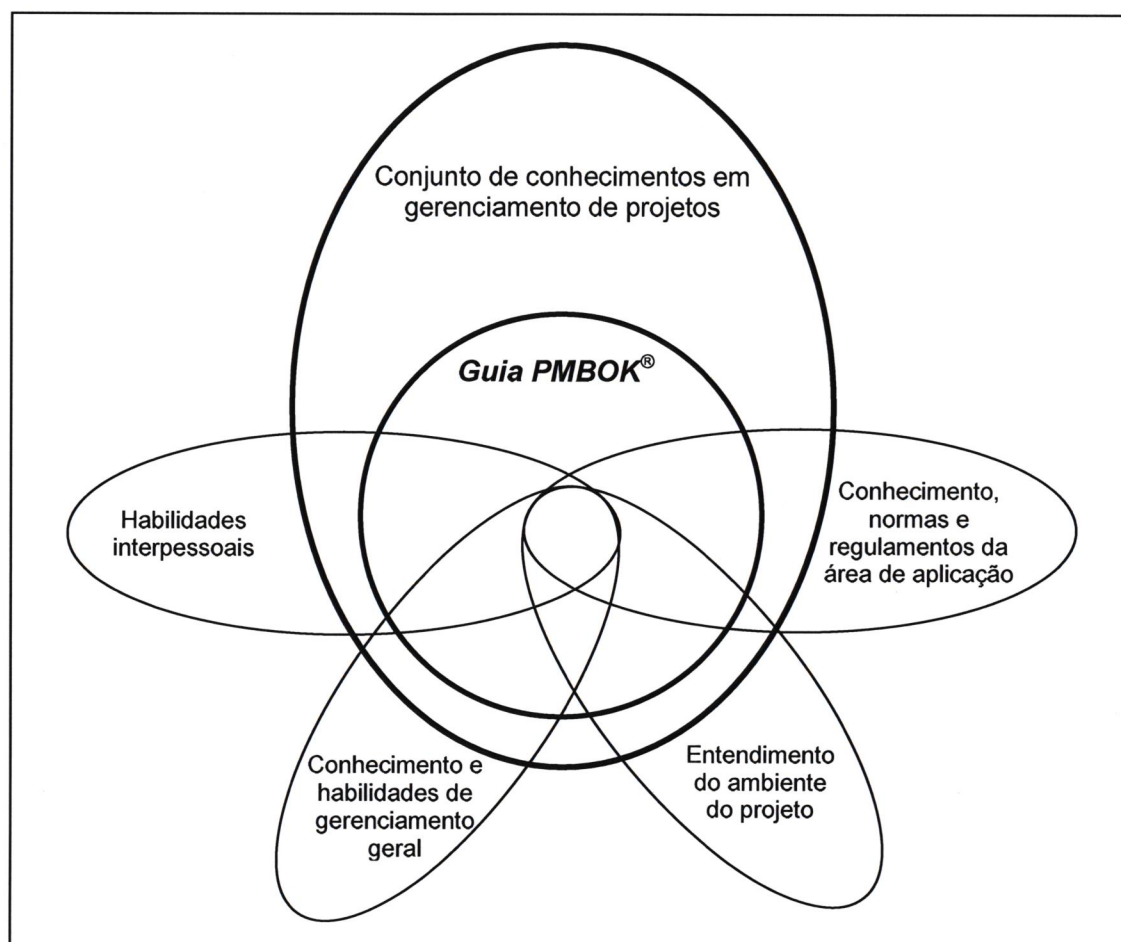 Conjunto de conhecimentos em
gerenciamento de projetos
Guia PMBOK®
Habilidades
interpessoais
Conhecimento,
normas e
regulamentos da
área de aplicação
Conhecimento e
habilidades de
gerenciamento
geral
Entendimento
do ambiente
do projeto